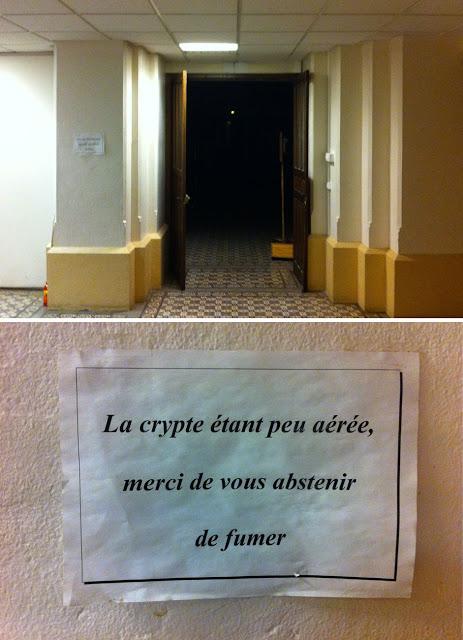 La crypte étant peu aérée,
merci de vous abstenir
de fumer